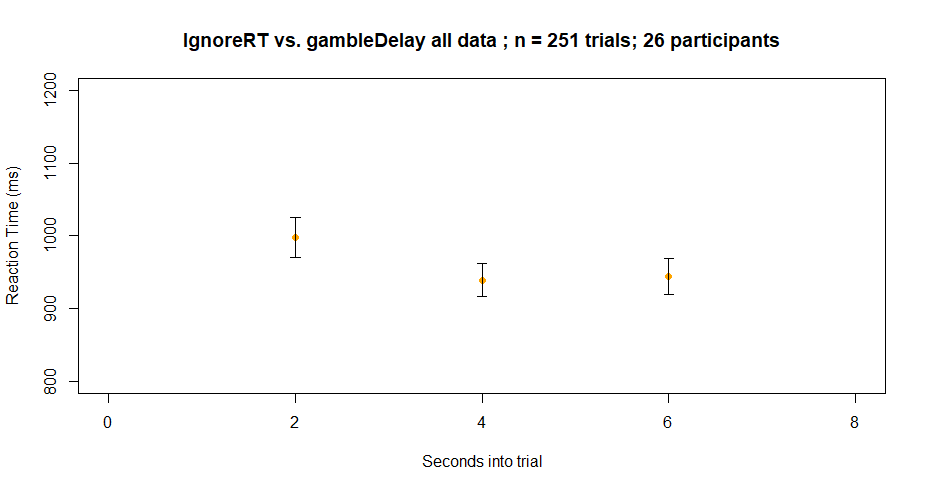 IgnoreRT vs. gambleDelay all data ; n = 251 trials; 26 participants
Reaction Time (ms)
1200
1100
1000
900
800
0 2 4 6 8
Seconds into trial